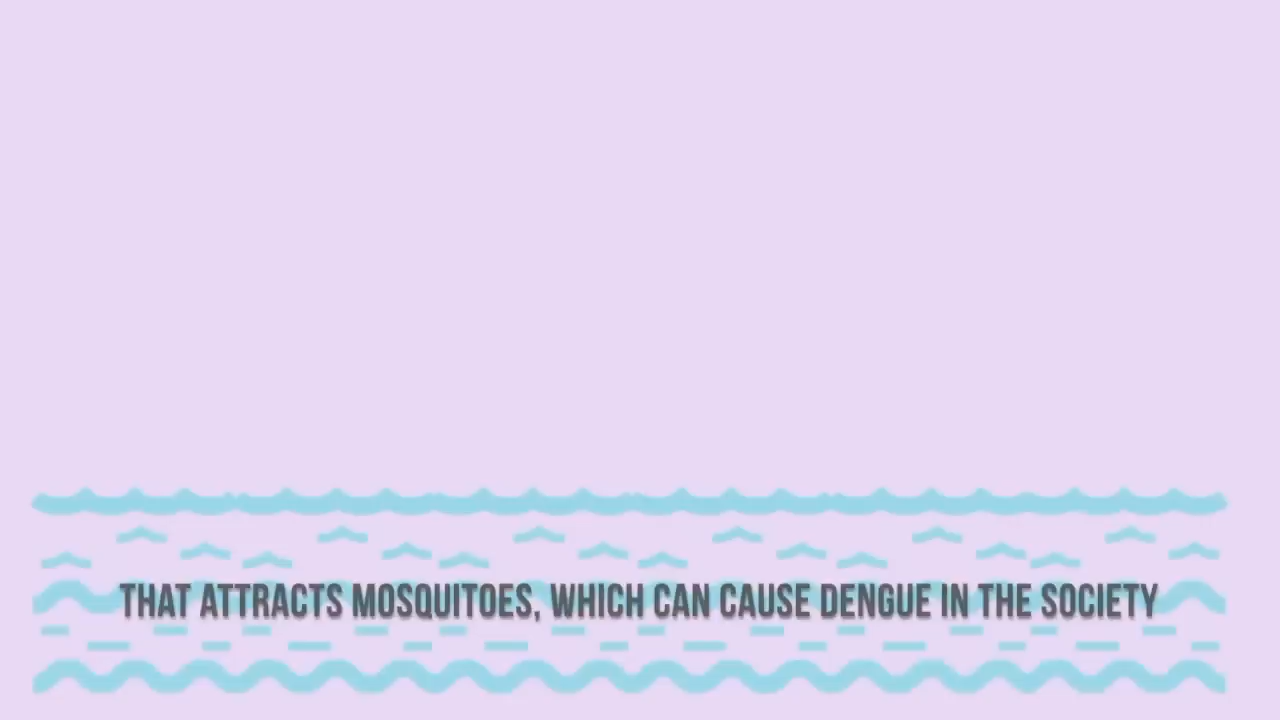 THAT ATTRACTS MOSQUITOES, WHICH CAN CAUSE DENGUE IN THE SOCIETY